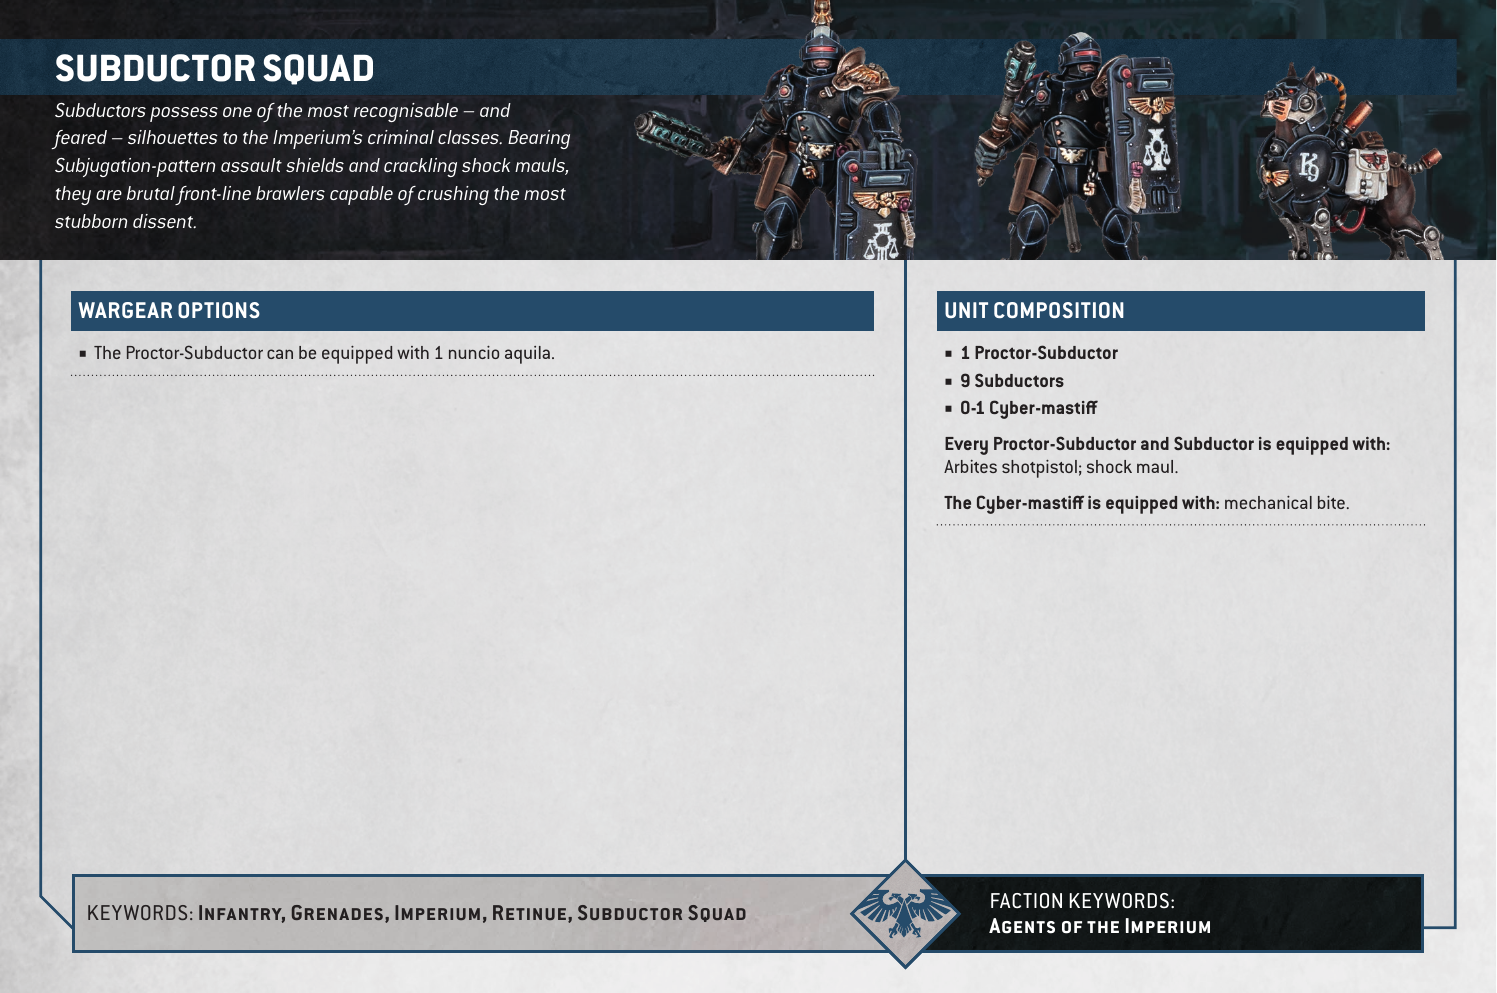 SUBDUCTOR SQUAD
Subductors possess one of the most recognisable – and
feared – silhouettes to the Imperium's criminal classes. Bearing
Subjugation-pattern assault shields and crackling shock mauls,
they are brutal front-line brawlers capable of crushing the most
stubborn dissent.
K9
WARGEAR OPTIONS
▪ The Proctor-Subductor can be equipped with 1 nuncio aquila.
UNIT COMPOSITION
▪ 1 Proctor-Subductor
▪ 9 Subductors
▪ 0-1 Cyber-mastiff
Every Proctor-Subductor and Subductor is equipped with:
Arbites shotpistol; shock maul.
The Cyber-mastiff is equipped with: mechanical bite.
KEYWORDS: Infantry, Grenades, Imperium, Retinue, Subductor Squad
FACTION KEYWORDS:
Agents of the Imperium